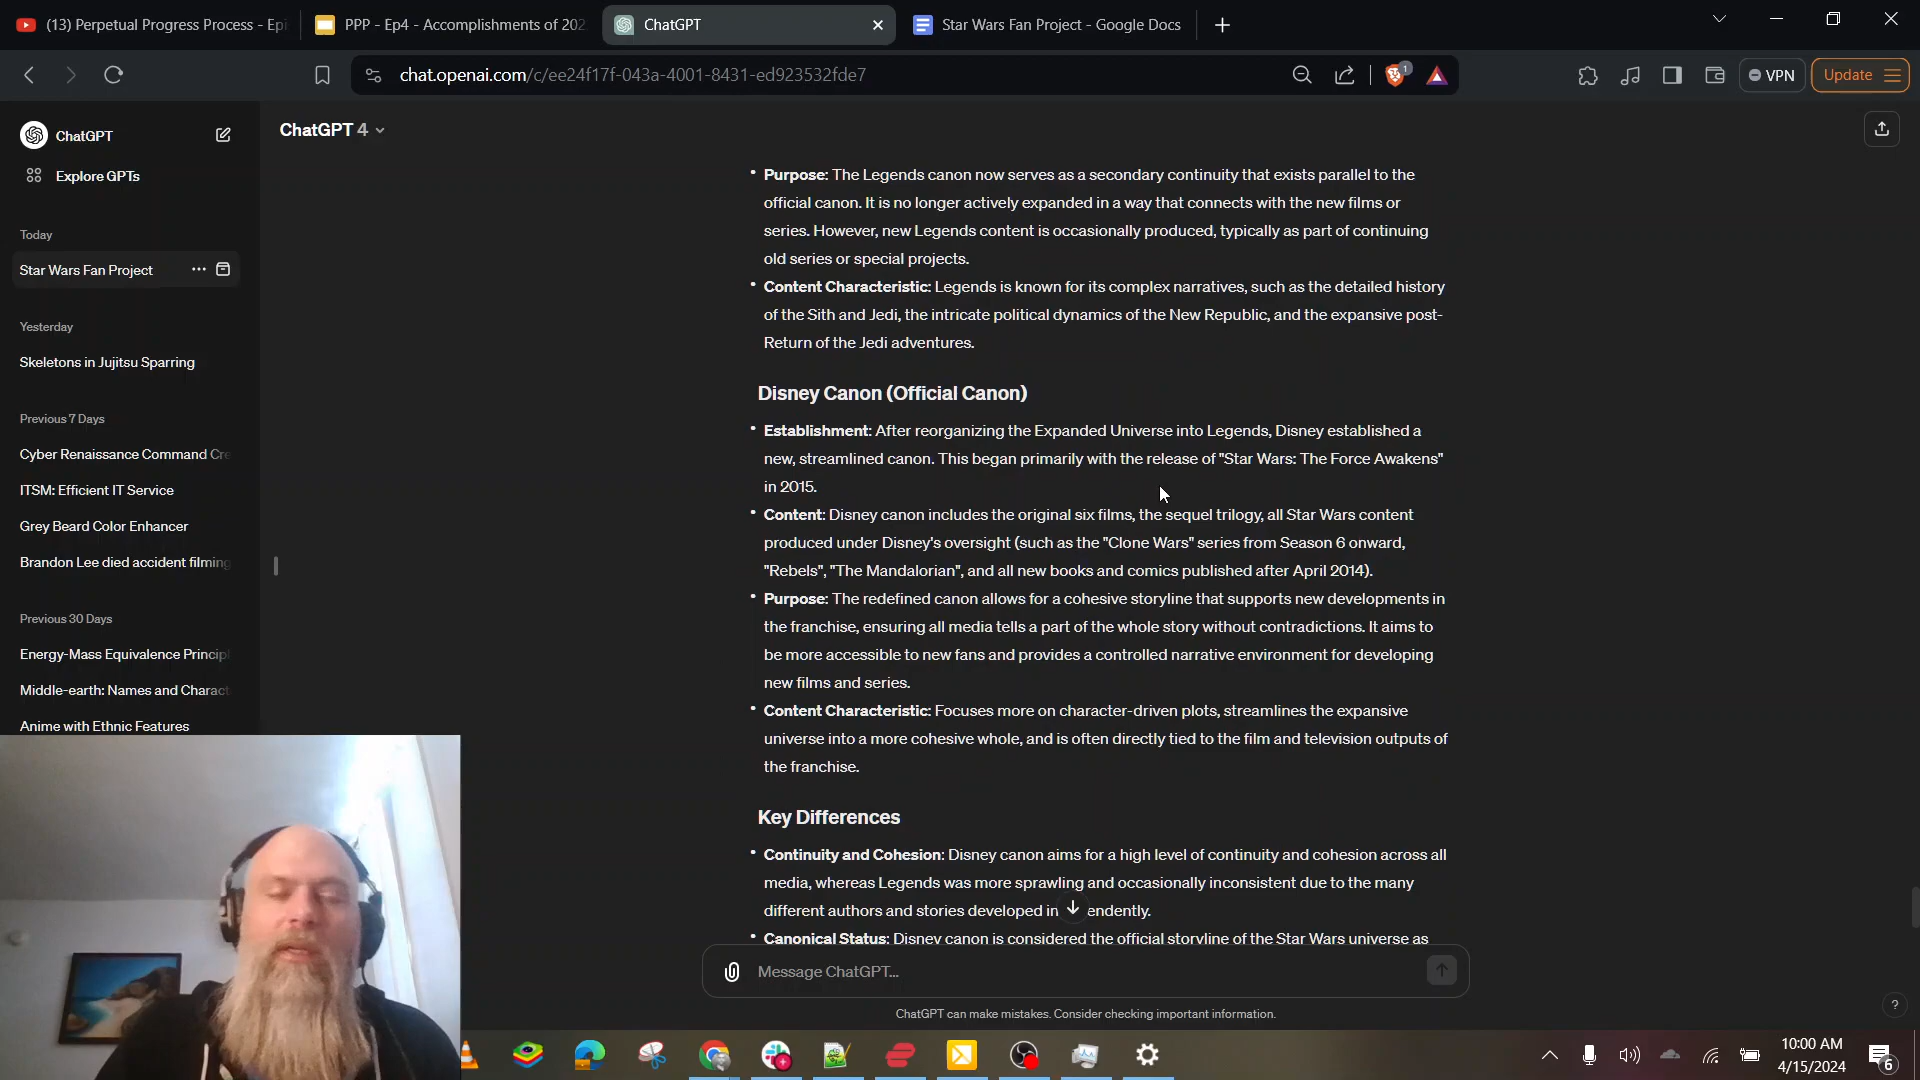 (13) Perpetual Progress Process - Epi
PPP - Ep4 - Accomplishments of 202
ChatGPT
Star Wars Fan Project - Google Docs
chat.openai.com/c/ee24f17f-043a-4001-8431-ed923532fde7
1
VPN
Update
ChatGPT
Explore GPTs
Today
Star Wars Fan Project
Yesterday
Skeletons in Jujitsu Sparring
Previous 7 Days
Cyber Renaissance Command Cre
ITSM: Efficient IT Service
Grey Beard Color Enhancer
Brandon Lee died accident filming
Previous 30 Days
Energy-Mass Equivalence Principl
Middle-earth: Names and Charact
Anime with Ethnic Features
ChatGPT 4
• Purpose: The Legends canon now serves as a secondary continuity that exists parallel to the
official canon. It is no longer actively expanded in a way that connects with the new films or
series. However, new Legends content is occasionally produced, typically as part of continuing
old series or special projects.
• Content Characteristic: Legends is known for its complex narratives, such as the detailed history
of the Sith and Jedi, the intricate political dynamics of the New Republic, and the expansive post-
Return of the Jedi adventures.
Disney Canon (Official Canon)
• Establishment: After reorganizing the Expanded Universe into Legends, Disney established a
new, streamlined canon. This began primarily with the release of "Star Wars: The Force Awakens"
in 2015.
• Content: Disney canon includes the original six films, the sequel trilogy, all Star Wars content
produced under Disney's oversight (such as the "Clone Wars" series from Season 6 onward,
"Rebels", "The Mandalorian", and all new books and comics published after April 2014).
• Purpose: The redefined canon allows for a cohesive storyline that supports new developments in
the franchise, ensuring all media tells a part of the whole story without contradictions. It aims to
be more accessible to new fans and provides a controlled narrative environment for developing
new films and series.
• Content Characteristic: Focuses more on character-driven plots, streamlines the expansive
universe into a more cohesive whole, and is often directly tied to the film and television outputs of
the franchise.
Key Differences
• Continuity and Cohesion: Disney canon aims for a high level of continuity and cohesion across all
media, whereas Legends was more sprawling and occasionally inconsistent due to the many
different authors and stories developed in endently.
• Canonical Status: Disney canon is considered the official storyline of the Star Wars universe as
Message ChatGPT...
ChatGPT can make mistakes. Consider checking important information.
?
10:00 AM
4/15/2024
6